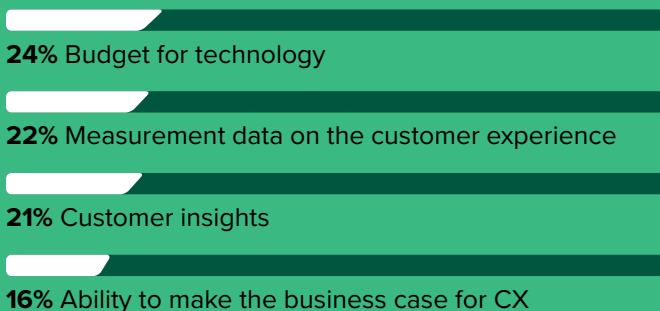 24% Budget for technology
22% Measurement data on the customer experience
21% Customer insights
16% Ability to make the business case for CX